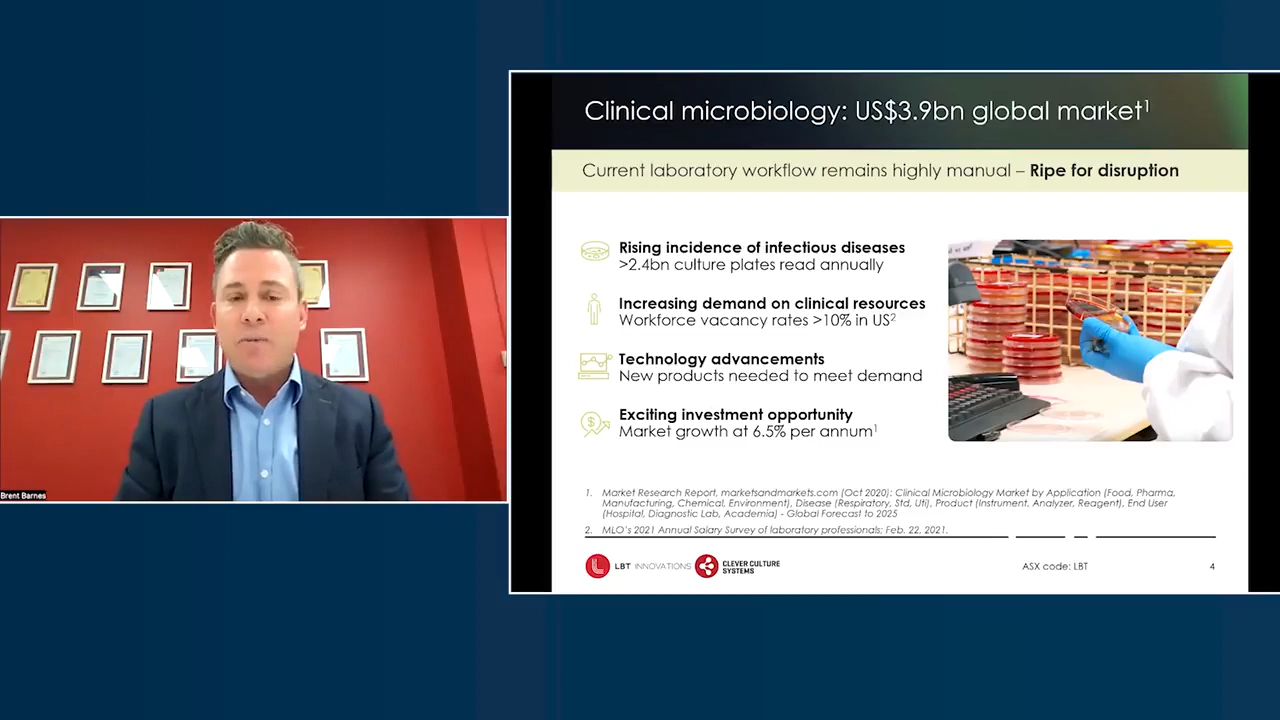 Brent Barnes
Clinical microbiology: US$3.9bn global market1
Current laboratory workflow remains highly manual – Ripe for disruption
Rising incidence of infectious diseases
>2.4bn culture plates read annually
Increasing demand on clinical resources
Workforce vacancy rates >10% in US2
Technology advancements
New products needed to meet demand
Exciting investment opportunity
Market growth at 6.5% per annum1
1. Market Research Report, marketsandmarkets.com (Oct 2020): Clinical Microbiology Market by Application (Food, Pharma,
Manufacturing, Chemical, Environment), Disease (Respiratory, Std, Uti), Product (Instrument, Analyzer, Reagent), End User
(Hospital, Diagnostic Lab, Academia) - Global Forecast to 2025
2. MLO's 2021 Annual Salary Survey of laboratory professionals; Feb. 22, 2021.
LBT INNOVATIONS
CLEVER CULTURE
SYSTEMS
ASX code: LBT
4